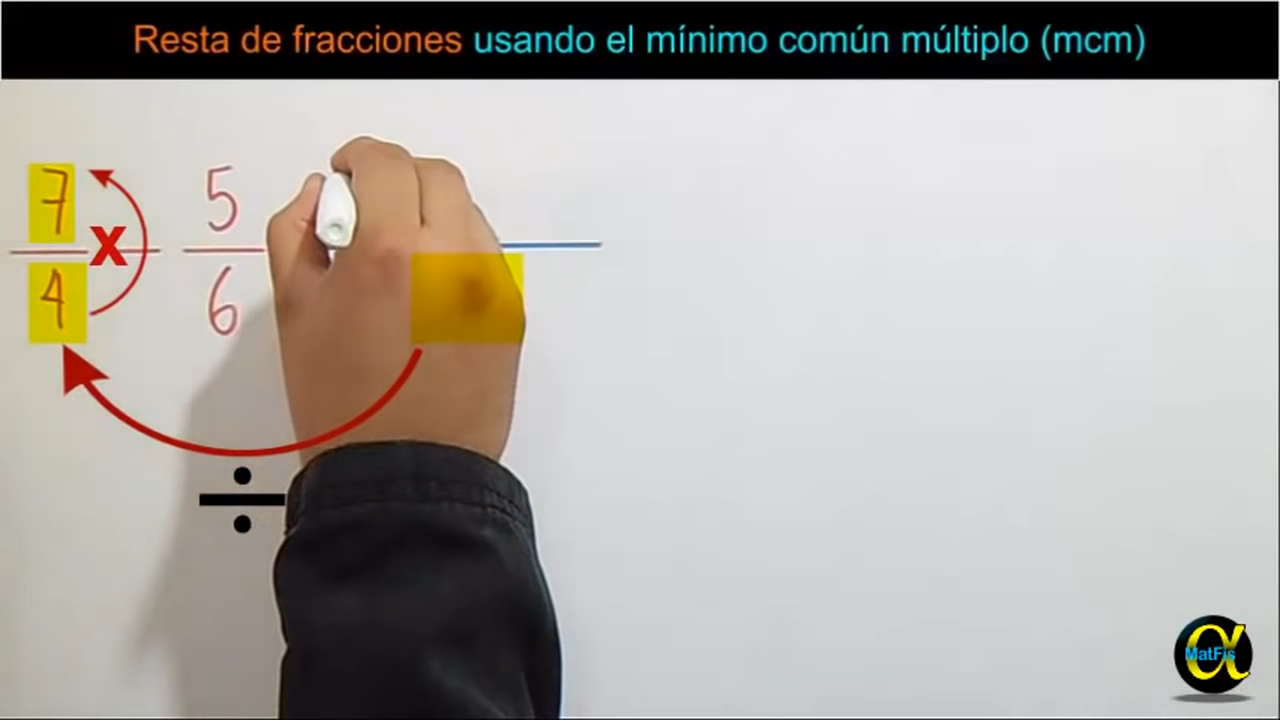 Resta de fracciones usando el mínimo común múltiplo (mcm)
7 5
x
4 6
÷
MatFis
α